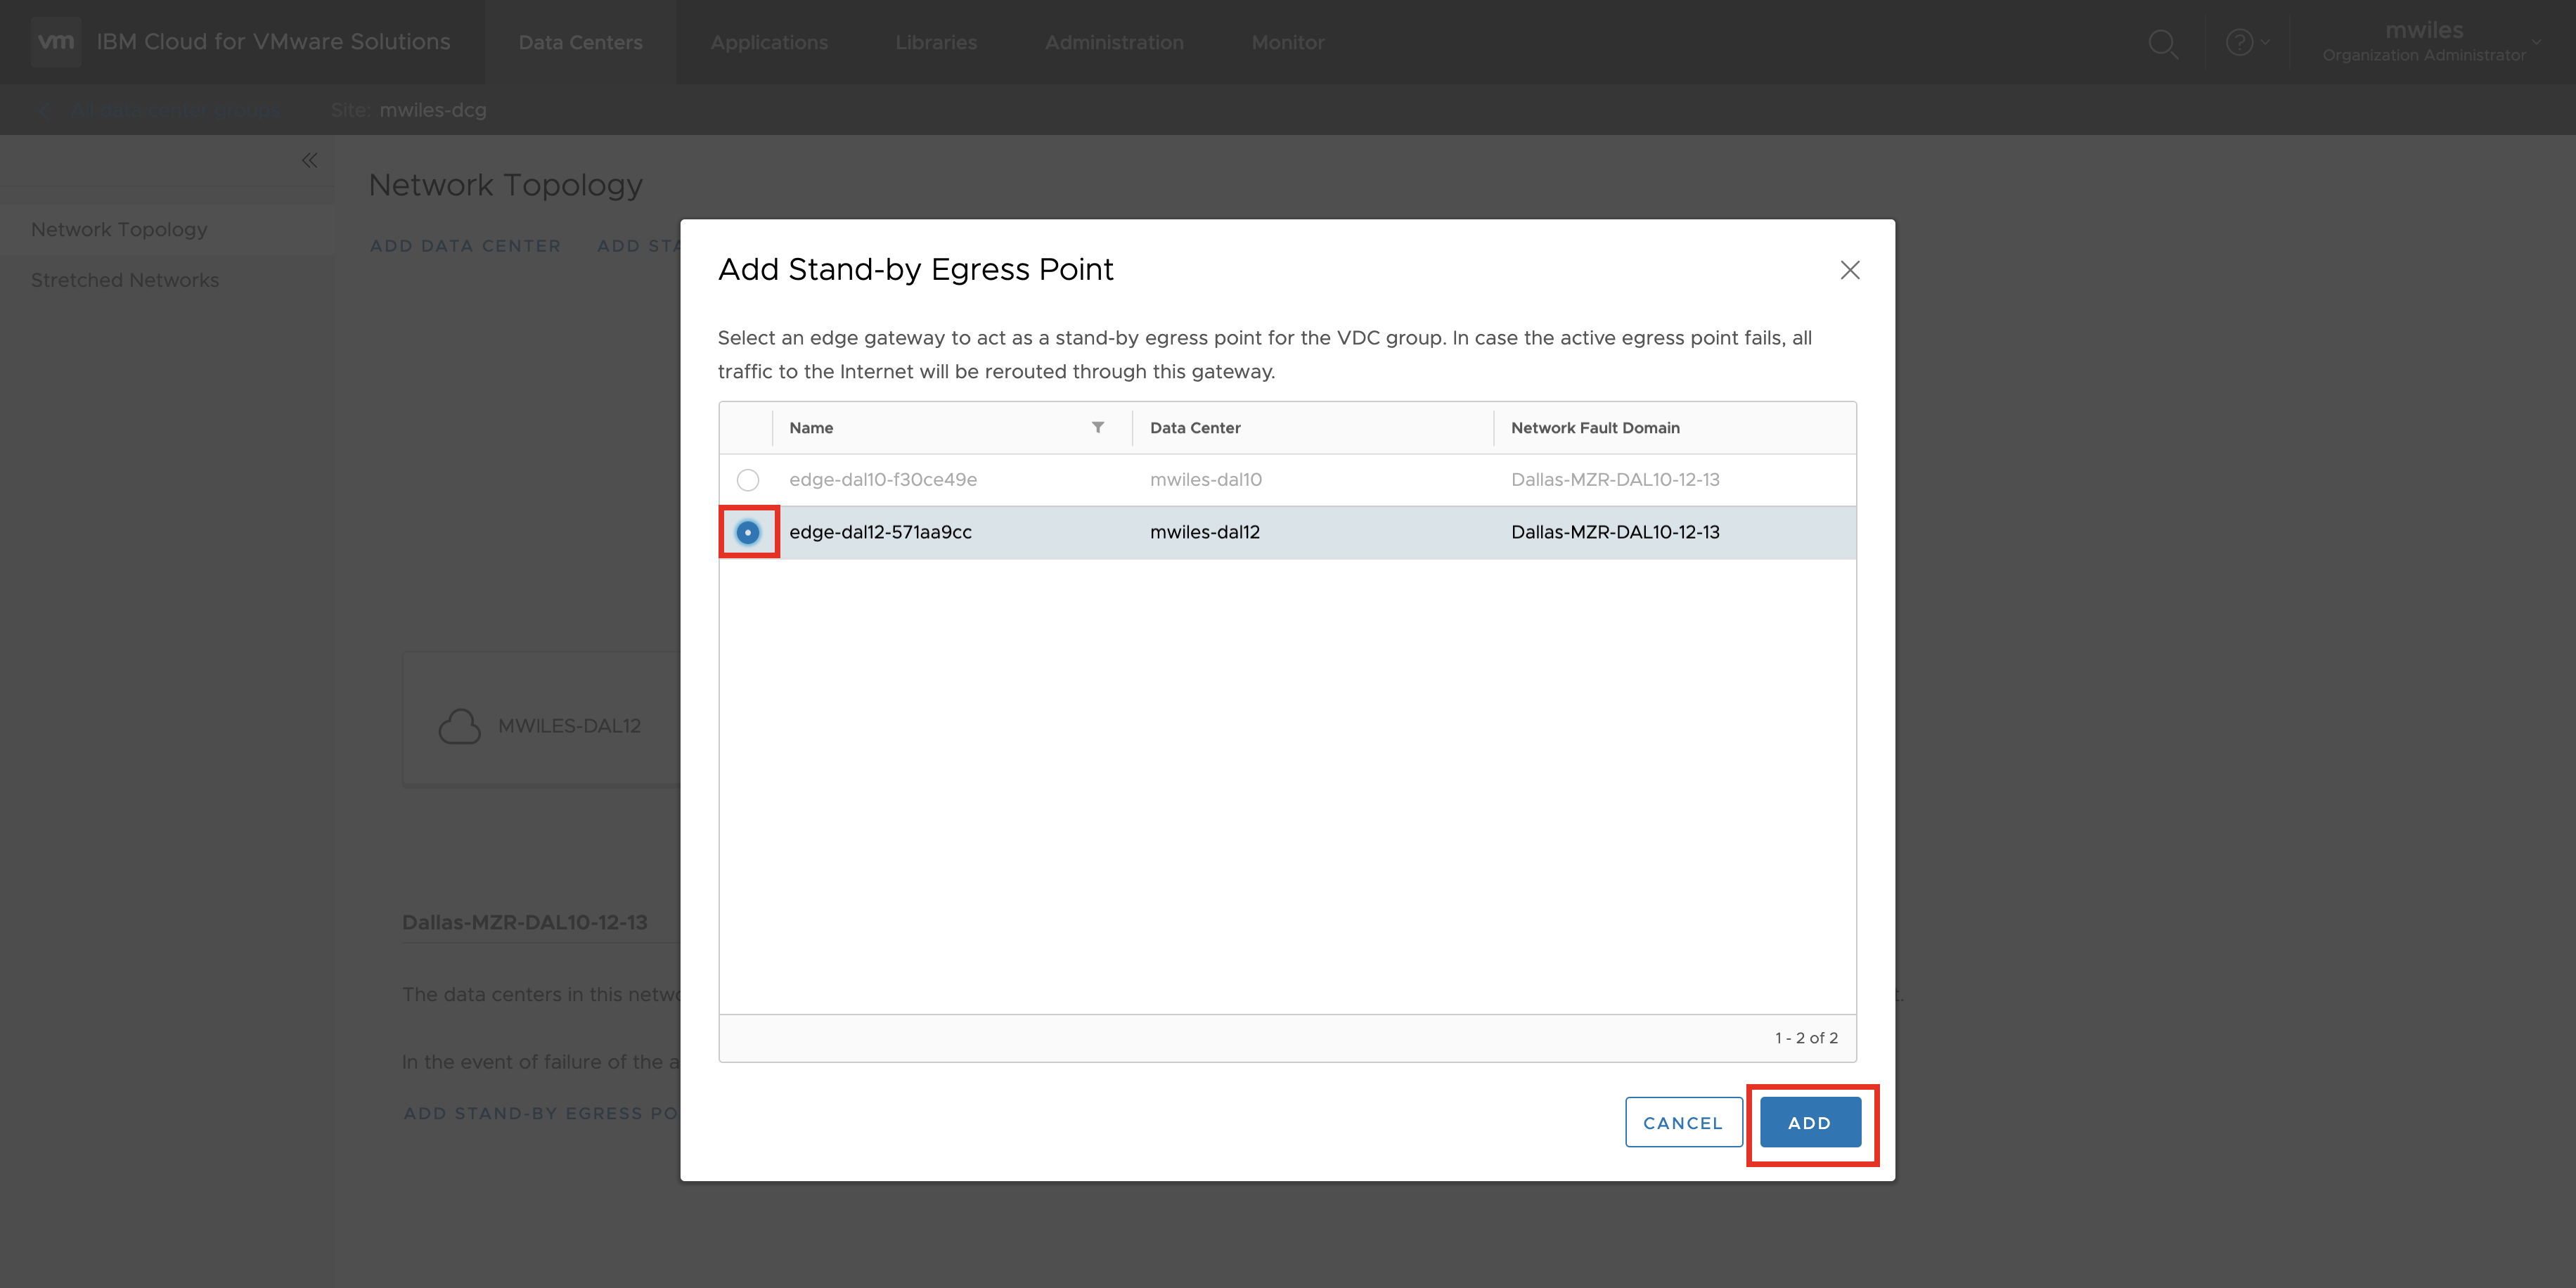 vm IBM Cloud for VMware Solutions Data Centers Applications Libraries Administration Monitor mwiles
Organization Administrator
All data center groups Site: mwiles-dcg
Network Topology
Network Topology
ADD DATA CENTER ADD STA
Stretched Networks
Add Stand-by Egress Point
Select an edge gateway to act as a stand-by egress point for the VDC group. In case the active egress point fails, all
traffic to the Internet will be rerouted through this gateway.
Name Data Center Network Fault Domain
edge-dal10-f30ce49e mwiles-dal10 Dallas-MZR-DAL10-12-13
edge-dal12-571aa9cc mwiles-dal12 Dallas-MZR-DAL10-12-13
MWILES-DAL12
Dallas-MZR-DAL10-12-13
The data centers in this netwo t.
1 - 2 of 2
In the event of failure of the a
ADD STAND-BY EGRESS PO
CANCEL ADD